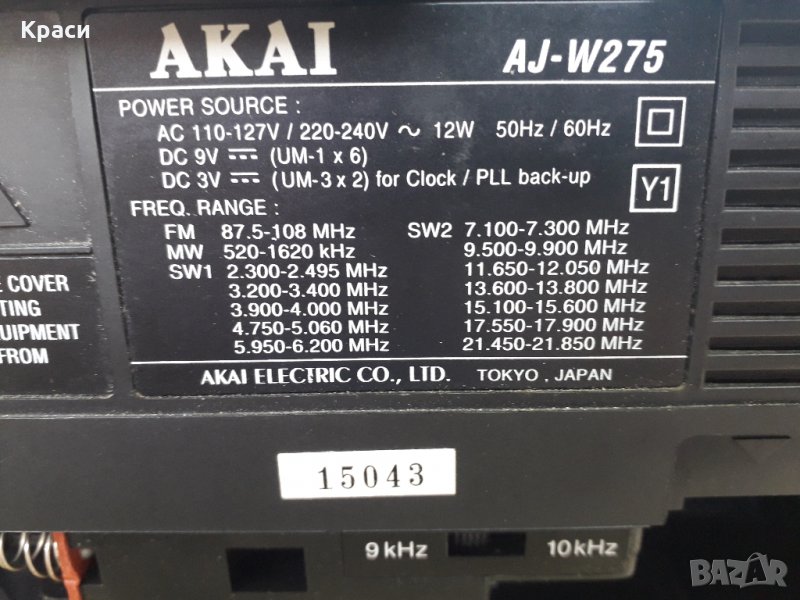 Краси
AKAI AJ-W275
POWER SOURCE :
AC 110-127V / 220-240V ~ 12W 50Hz / 60Hz
DC 9V ⎓ (UM-1 x 6)
DC 3V ⎓ (UM-3 x 2) for Clock / PLL back-up
Y1
FREQ. RANGE :
FM 87.5-108 MHz
MW 520-1620 kHz
SW1 2.300-2.495 MHz
3.200-3.400 MHz
3.900-4.000 MHz
4.750-5.060 MHz
5.950-6.200 MHz
SW2 7.100-7.300 MHz
9.500-9.900 MHz
11.650-12.050 MHz
13.600-13.800 MHz
15.100-15.600 MHz
17.550-17.900 MHz
21.450-21.850 MHz
AKAI ELECTRIC CO., LTD. TOKYO , JAPAN
COVER
TING
UIPMENT
FROM
15043
9 kHz 10 kHz
BAZAR